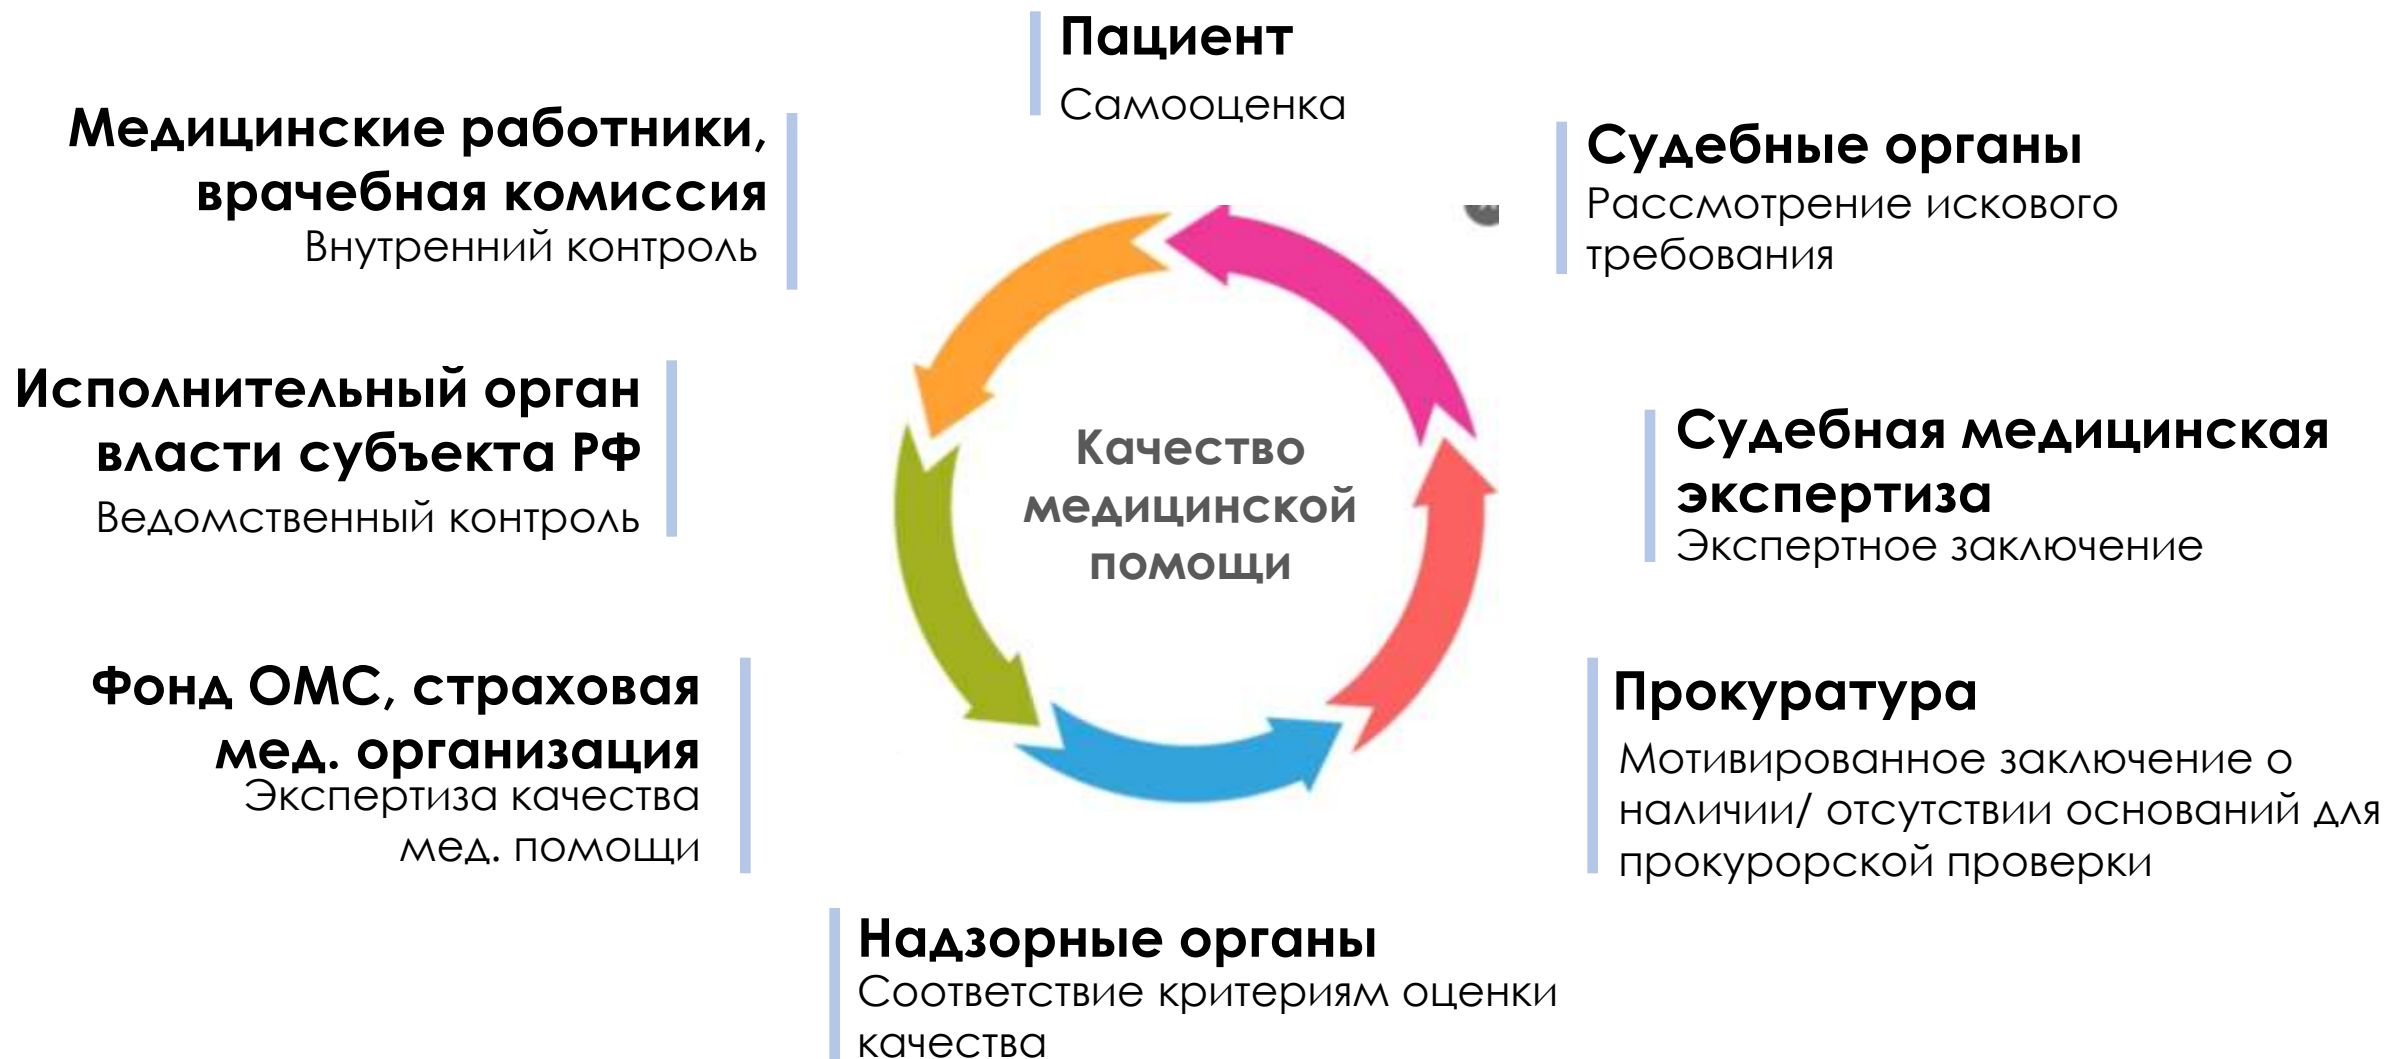 Пациент
Самооценка
Медицинские работники,
врачебная комиссия
Внутренний контроль
Судебные органы
Рассмотрение искового
требования
Исполнительный орган
власти субъекта РФ
Ведомственный контроль
Качество
медицинской
помощи
Судебная медицинская
экспертиза
Экспертное заключение
Фонд ОМС, страховая
мед. организация
Экспертиза качества
мед. помощи
Прокуратура
Мотивированное заключение о
наличии/ отсутствии оснований для
прокурорской проверки
Надзорные органы
Соответствие критериям оценки
качества